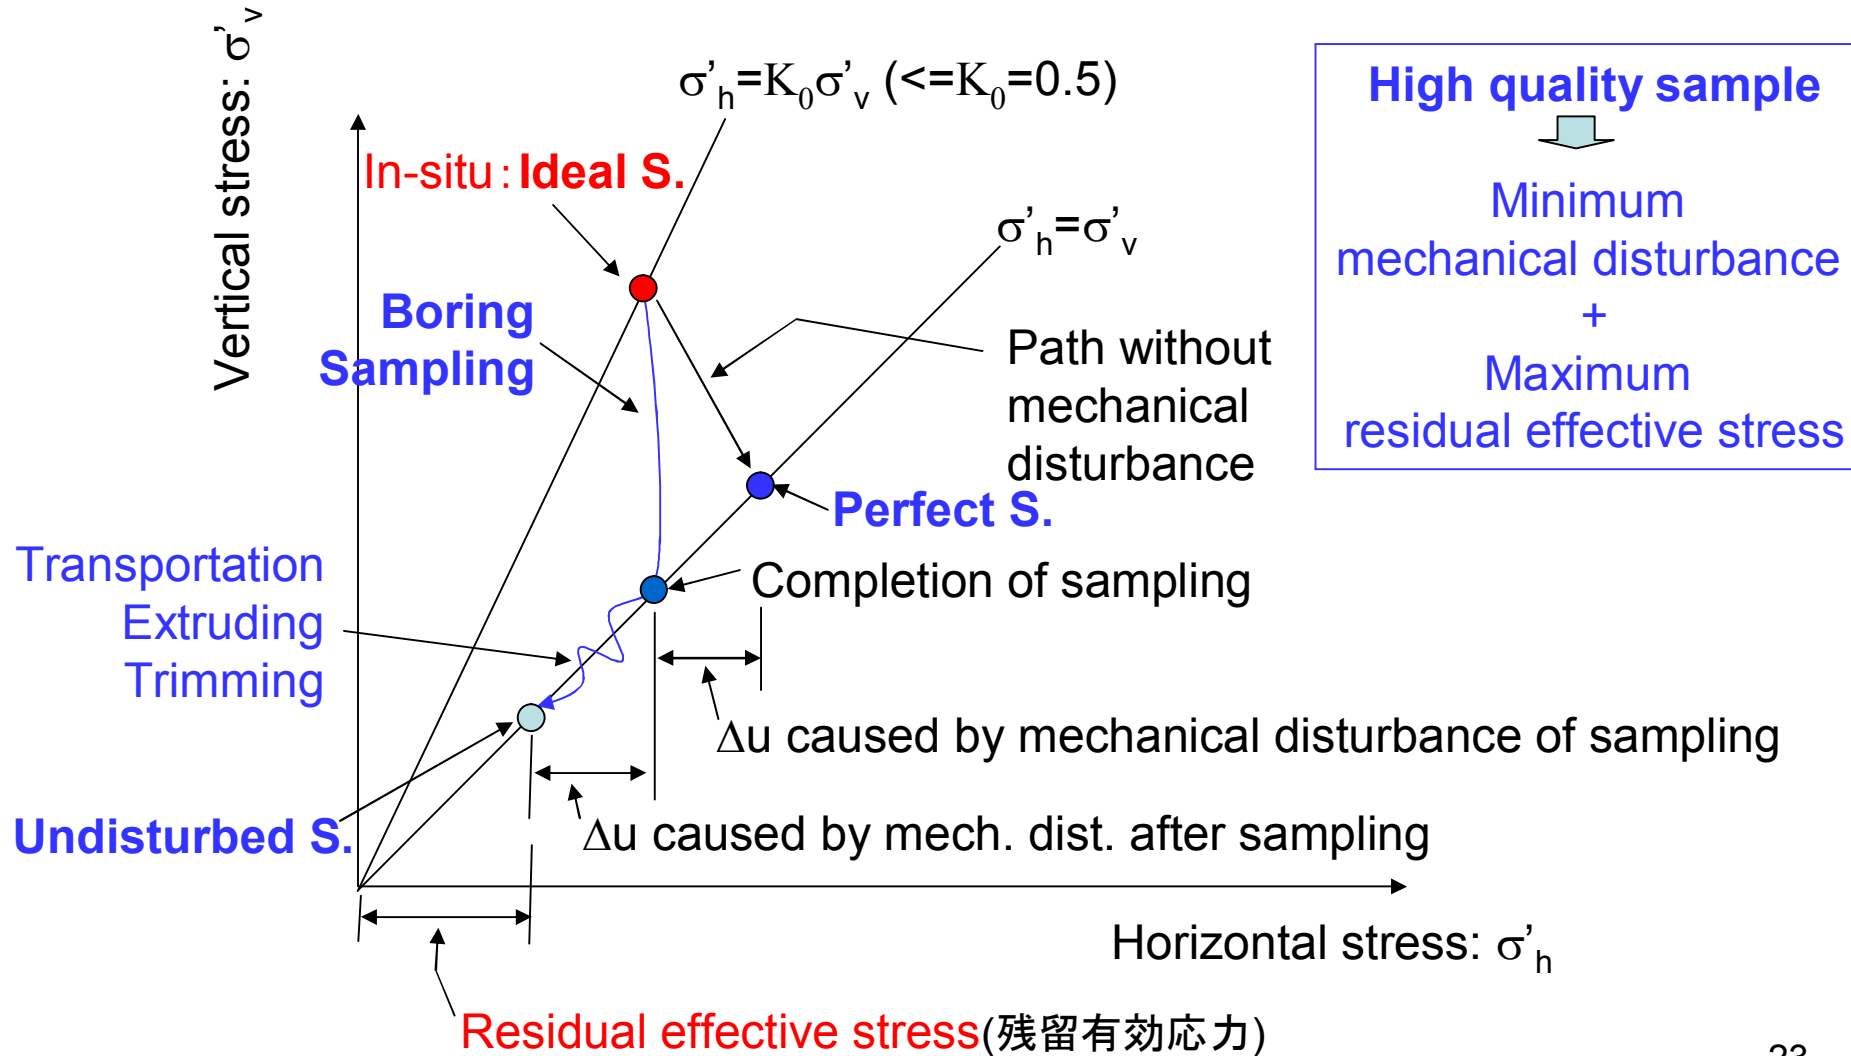 Vertical stress: σ'v
σ'h=K0σ'v (<=K0=0.5)
In-situ:Ideal S.
σ'h=σ'v
Boring
Sampling
Path without
mechanical
disturbance
Perfect S.
Completion of sampling
Transportation
Extruding
Trimming
Δu caused by mechanical disturbance of sampling
Undisturbed S.
Δu caused by mech. dist. after sampling
Horizontal stress: σ'h
Residual effective stress(残留有効応力)
High quality sample
Minimum
mechanical disturbance
+
Maximum
residual effective stress
23